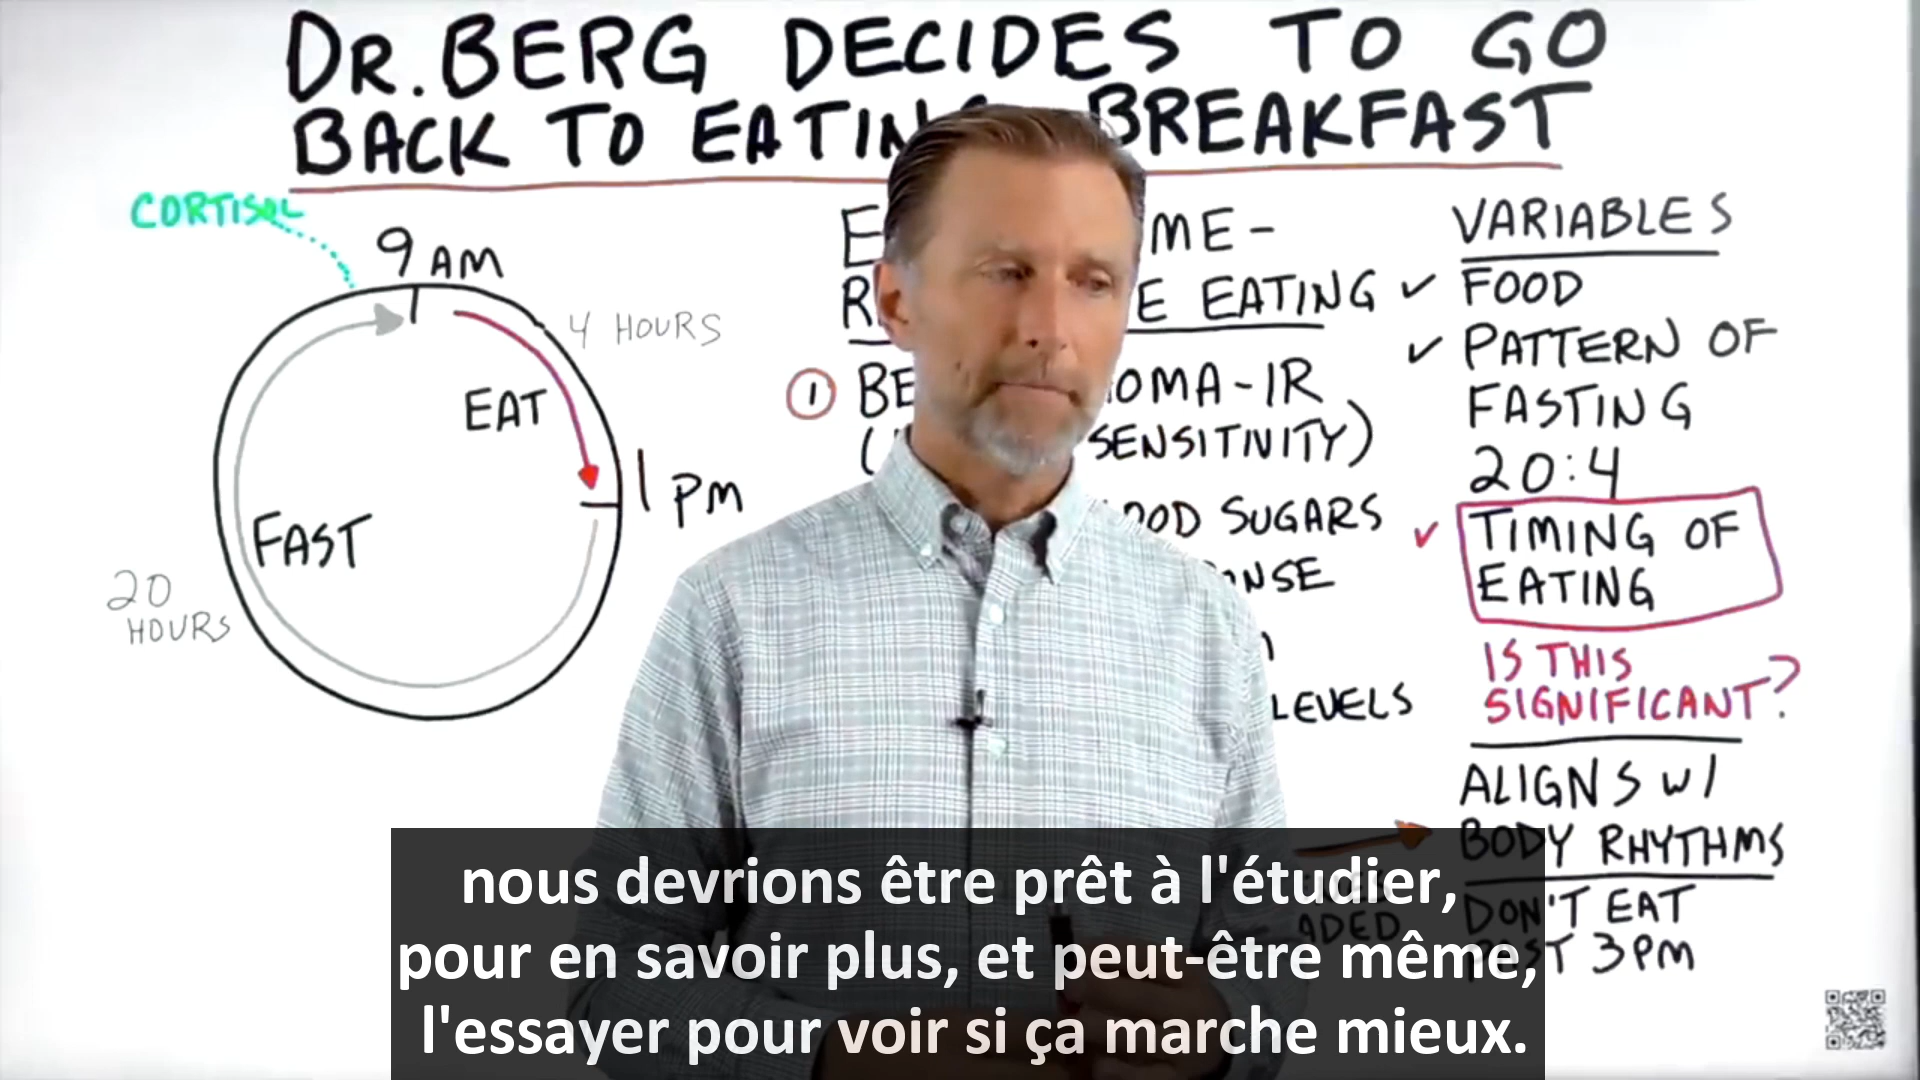 DR. BERG DECIDES TO GO
BACK TO EATING BREAKFAST
CORTISOL
9 AM
4 HOURS
EAT
1 PM
FAST
20
HOURS
ME-
EATING
1
OMA-IR
SENSITIVITY)
SUGARS
LEVELS
VARIABLES
✓ FOOD
✓ PATTERN OF
FASTING
20:4
✓ TIMING OF
EATING
IS THIS
SIGNIFICANT?
ALIGNS W/
BODY RHYTHMS
DON'T EAT
PAST 3PM
nous devrions être prêt à l'étudier,
pour en savoir plus, et peut-être même,
l'essayer pour voir si ça marche mieux.